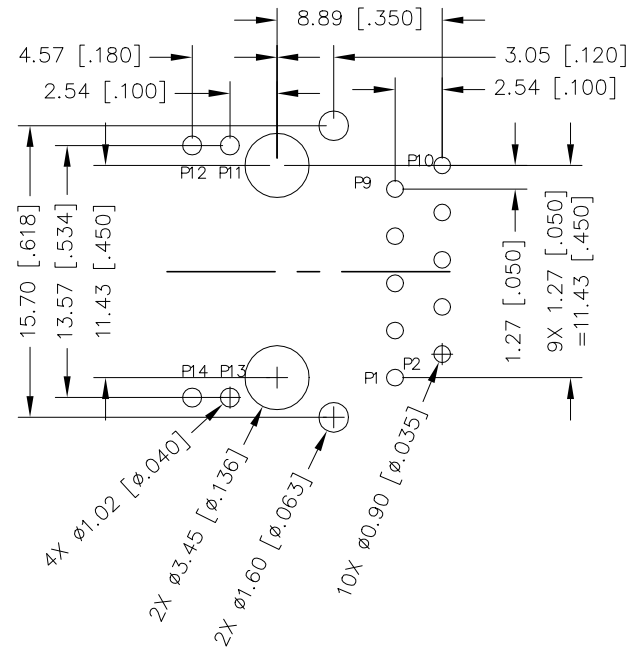 8.89 [.350]
4.57 [.180]
3.05 [.120]
2.54 [.100]
2.54 [.100]
P12 P11
P10
P9
15.70 [.618]
13.57 [.534]
11.43 [.450]
1.27 [.050]
9X 1.27 [.050]
=11.43 [.450]
P14 P13
P2
P1
4X ø1.02 [ø.040]
2X ø3.45 [ø.136]
2X ø1.60 [ø.063]
10X ø0.90 [ø.035]